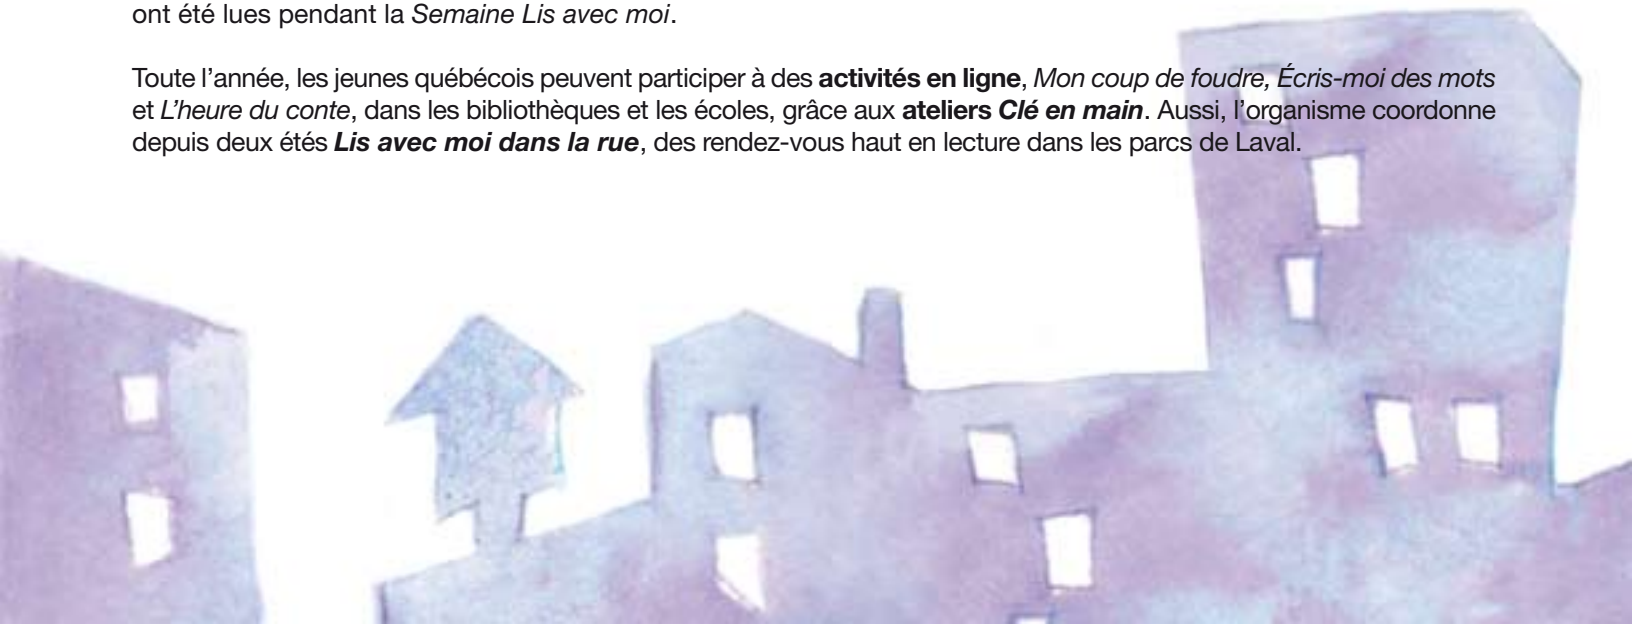 ont été lues pendant la Semaine Lis avec moi.
Toute l’année, les jeunes québécois peuvent participer à des activités en ligne, Mon coup de foudre, Écris-moi des mots
et L’heure du conte, dans les bibliothèques et les écoles, grâce aux ateliers Clé en main. Aussi, l’organisme coordonne
depuis deux étés Lis avec moi dans la rue, des rendez-vous haut en lecture dans les parcs de Laval.